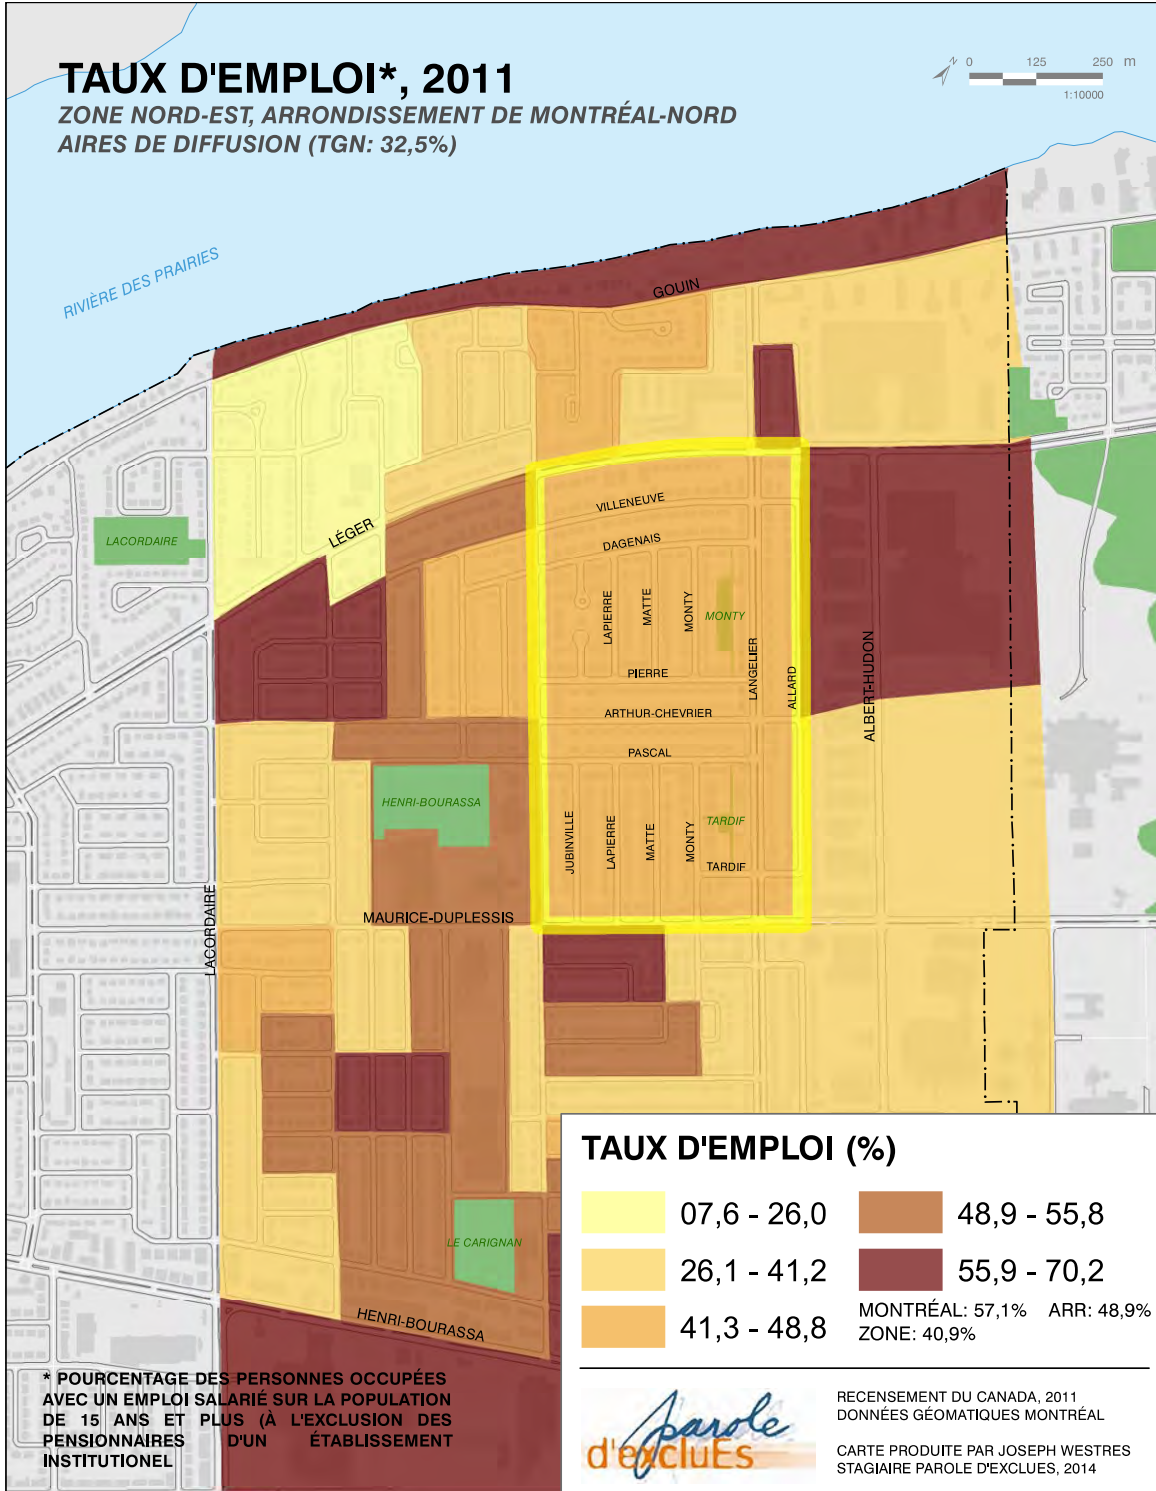 TAUX D'EMPLOI*, 2011
ZONE NORD-EST, ARRONDISSEMENT DE MONTRÉAL-NORD
AIRES DE DIFFUSION (TGN: 32,5%)
N 0 125 250 m
1:10000
RIVIÈRE DES PRAIRIES
GOUIN
LACORDAIRE
LÉGER
VILLENEUVE
DAGENAIS
LAPIERRE
MATTE
MONTY
MONTY
LANGELIER
ALLARD
ALBERT-HUDON
PIERRE
ARTHUR-CHEVRIER
PASCAL
HENRI-BOURASSA
JUBINVILLE
LAPIERRE
MATTE
MONTY
TARDIF
TARDIF
LACORDAIRE
MAURICE-DUPLESSIS
LE CARIGNAN
HENRI-BOURASSA
* POURCENTAGE DES PERSONNES OCCUPÉES
AVEC UN EMPLOI SALARIÉ SUR LA POPULATION
DE 15 ANS ET PLUS (À L'EXCLUSION DES
PENSIONNAIRES D'UN ÉTABLISSEMENT
INSTITUTIONEL
TAUX D'EMPLOI (%)
07,6 - 26,0
26,1 - 41,2
41,3 - 48,8
48,9 - 55,8
55,9 - 70,2
MONTRÉAL: 57,1% ARR: 48,9%
ZONE: 40,9%
parole
d'excluEs
RECENSEMENT DU CANADA, 2011
DONNÉES GÉOMATIQUES MONTRÉAL
CARTE PRODUITE PAR JOSEPH WESTRES
STAGIAIRE PAROLE D'EXCLUES, 2014